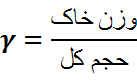 γ = وزن خاک / حجم کل